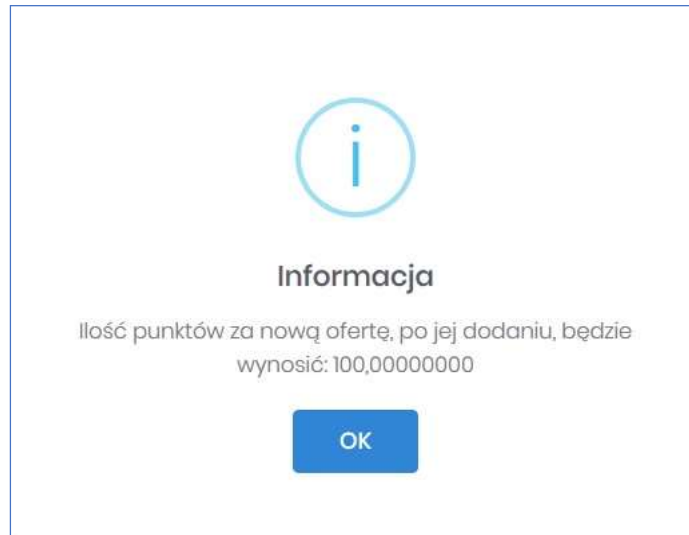 Informacja
Ilość punktów za nową ofertę, po jej dodaniu, będzie
wynosić: 100,00000000
OK